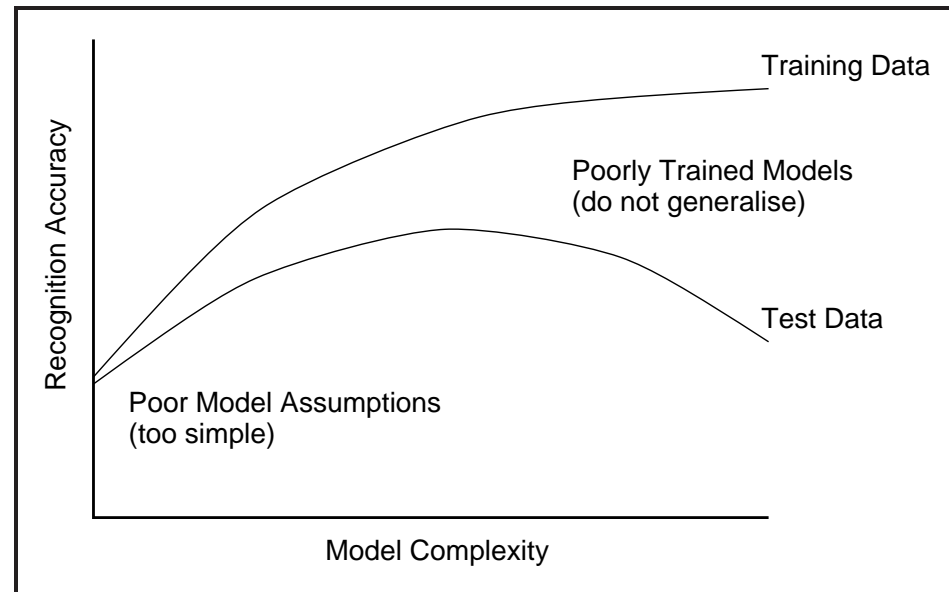 Training Data
Recognition Accuracy
Poorly Trained Models
(do not generalise)
Test Data
Poor Model Assumptions
(too simple)
Model Complexity